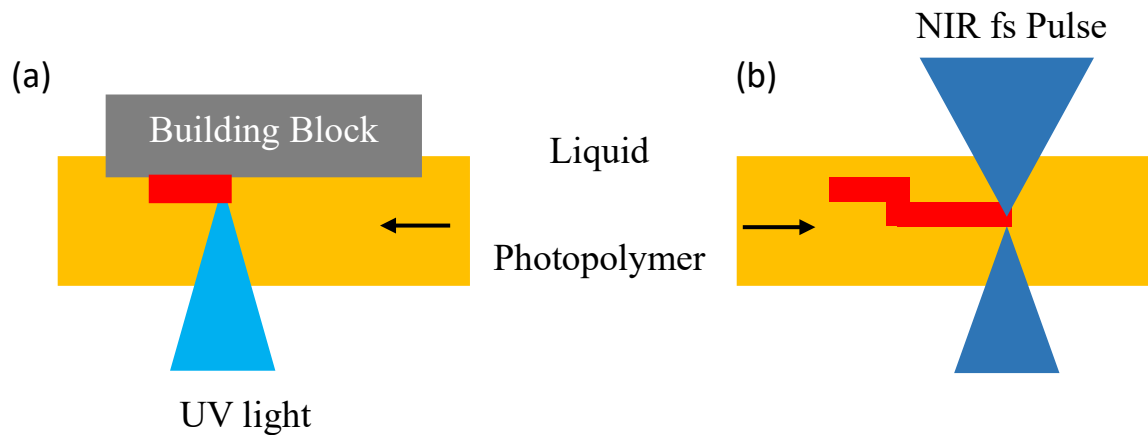 NIR fs Pulse
(a)
(b)
Building Block
Liquid
Photopolymer
UV light